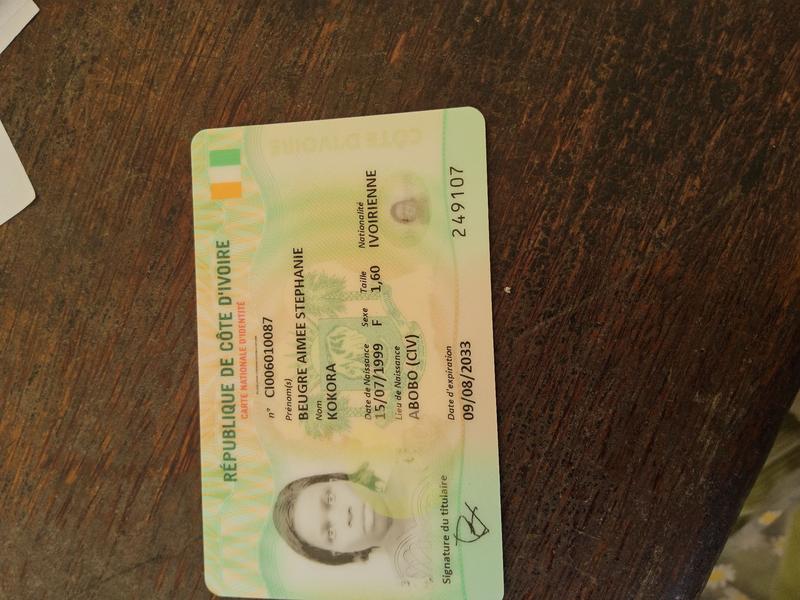 RÉPUBLIQUE DE CÔTE D'IVOIRE
CARTE NATIONALE D'IDENTITÉ
n° CI006010087
Prénom(s)
BEUGRE AIMEE STEPHANIE
Nom
KOKORA
Date de Naissance Sexe Taille Nationalité
15/07/1999 F 1,60 IVOIRIENNE
Lieu de Naissance
ABOBO (CIV)
Date d'expiration
09/08/2033
249107
Signature du titulaire
CÔTE D'IVOIRE